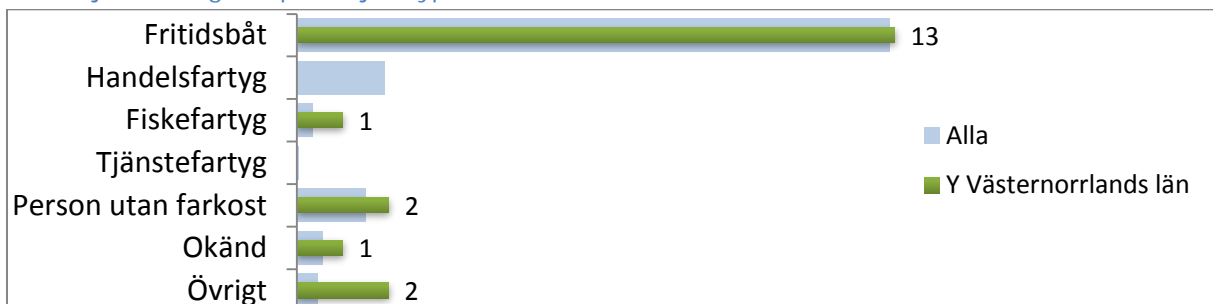 Fritidsbåt 13
Handelsfartyg
Fiskefartyg 1
Alla
Tjänstefartyg
Y Västernorrlands län
Person utan farkost 2
Okänd 1
Övrigt 2